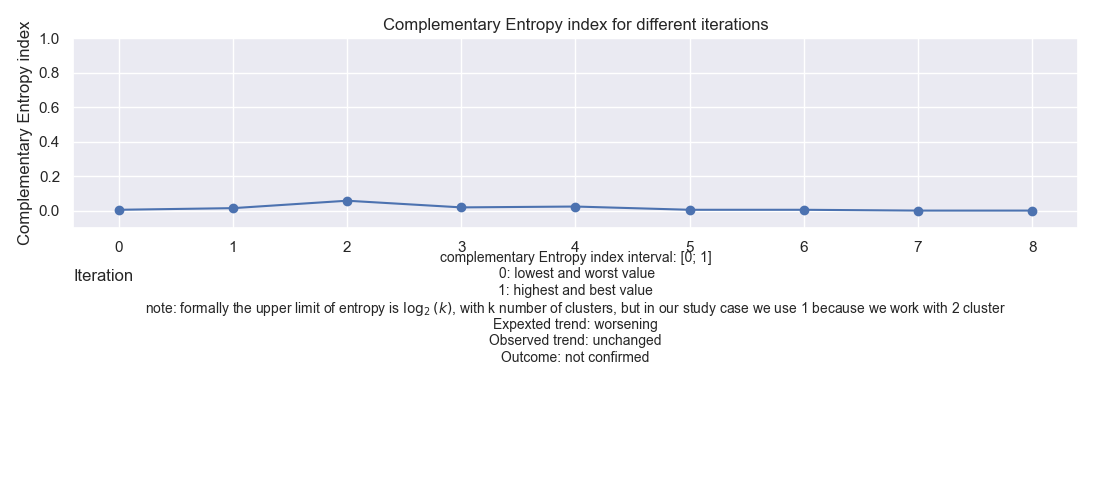 Complementary Entropy index for different iterations
Complementary Entropy index
1.0
0.8
0.6
0.4
0.2
0.0
0 1 2 3 4 5 6 7 8
Iteration
complementary Entropy index interval: [0; 1]
0: lowest and worst value
1: highest and best value
note: formally the upper limit of entropy is log₂ (k), with k number of clusters, but in our study case we use 1 because we work with 2 cluster
Expexted trend: worsening
Observed trend: unchanged
Outcome: not confirmed